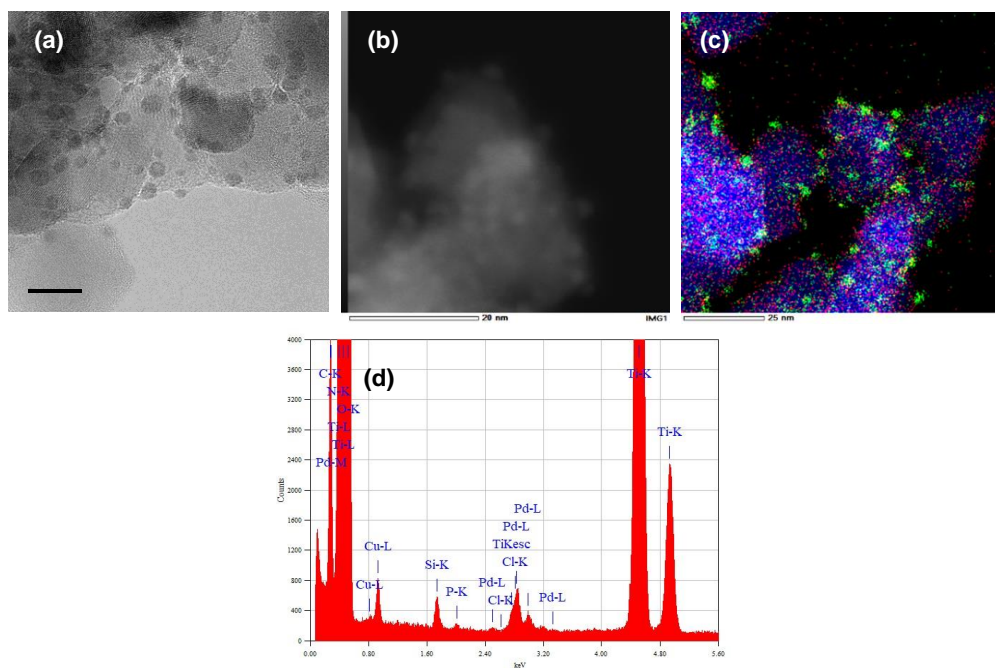 (a)
(b)
(c)
20 nm
IMG1
25 nm
(d)
4000
3600
3200
2800
2400
2000
1600
1200
800
400
0
Counts
C-K
N-K
O-K
Ti-L
Ti-L
Pd-M
Cu-L
Cu-L
Si-K
P-K
Pd-L
Pd-L
TiKesc
Cl-K
Pd-L
Cl-K
Pd-L
Ti-K
Ti-K
0.00 0.80 1.60 2.40 3.20 4.00 4.80 5.60
keV